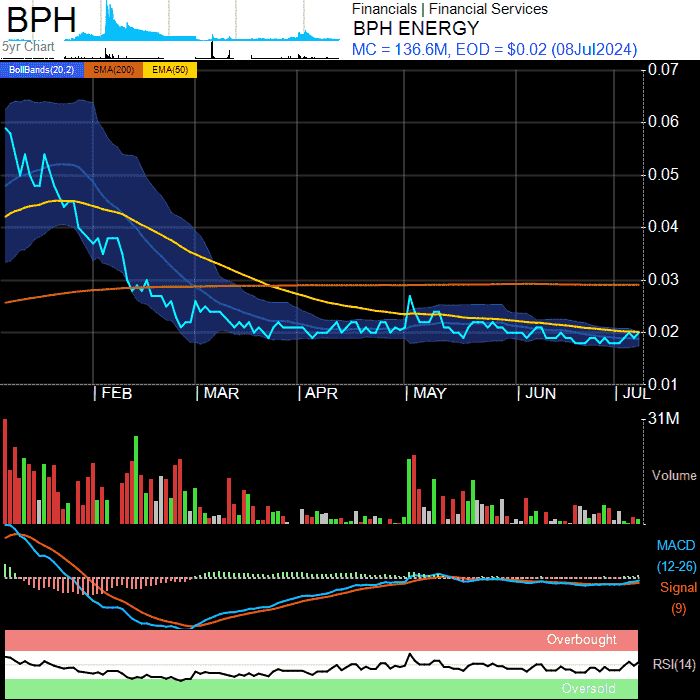 BPH
5yr Chart
Financials | Financial Services
BPH ENERGY
MC = 136.6M, EOD = $0.02 (08Jul2024)
BollBands(20,2) SMA(200) EMA(50)
0.07
0.06
0.05
0.04
0.03
0.02
0.01
| FEB | MAR | APR | MAY | JUN | JUL
31M
Volume
MACD
(12-26)
Signal
(9)
Overbought
RSI(14)
Oversold